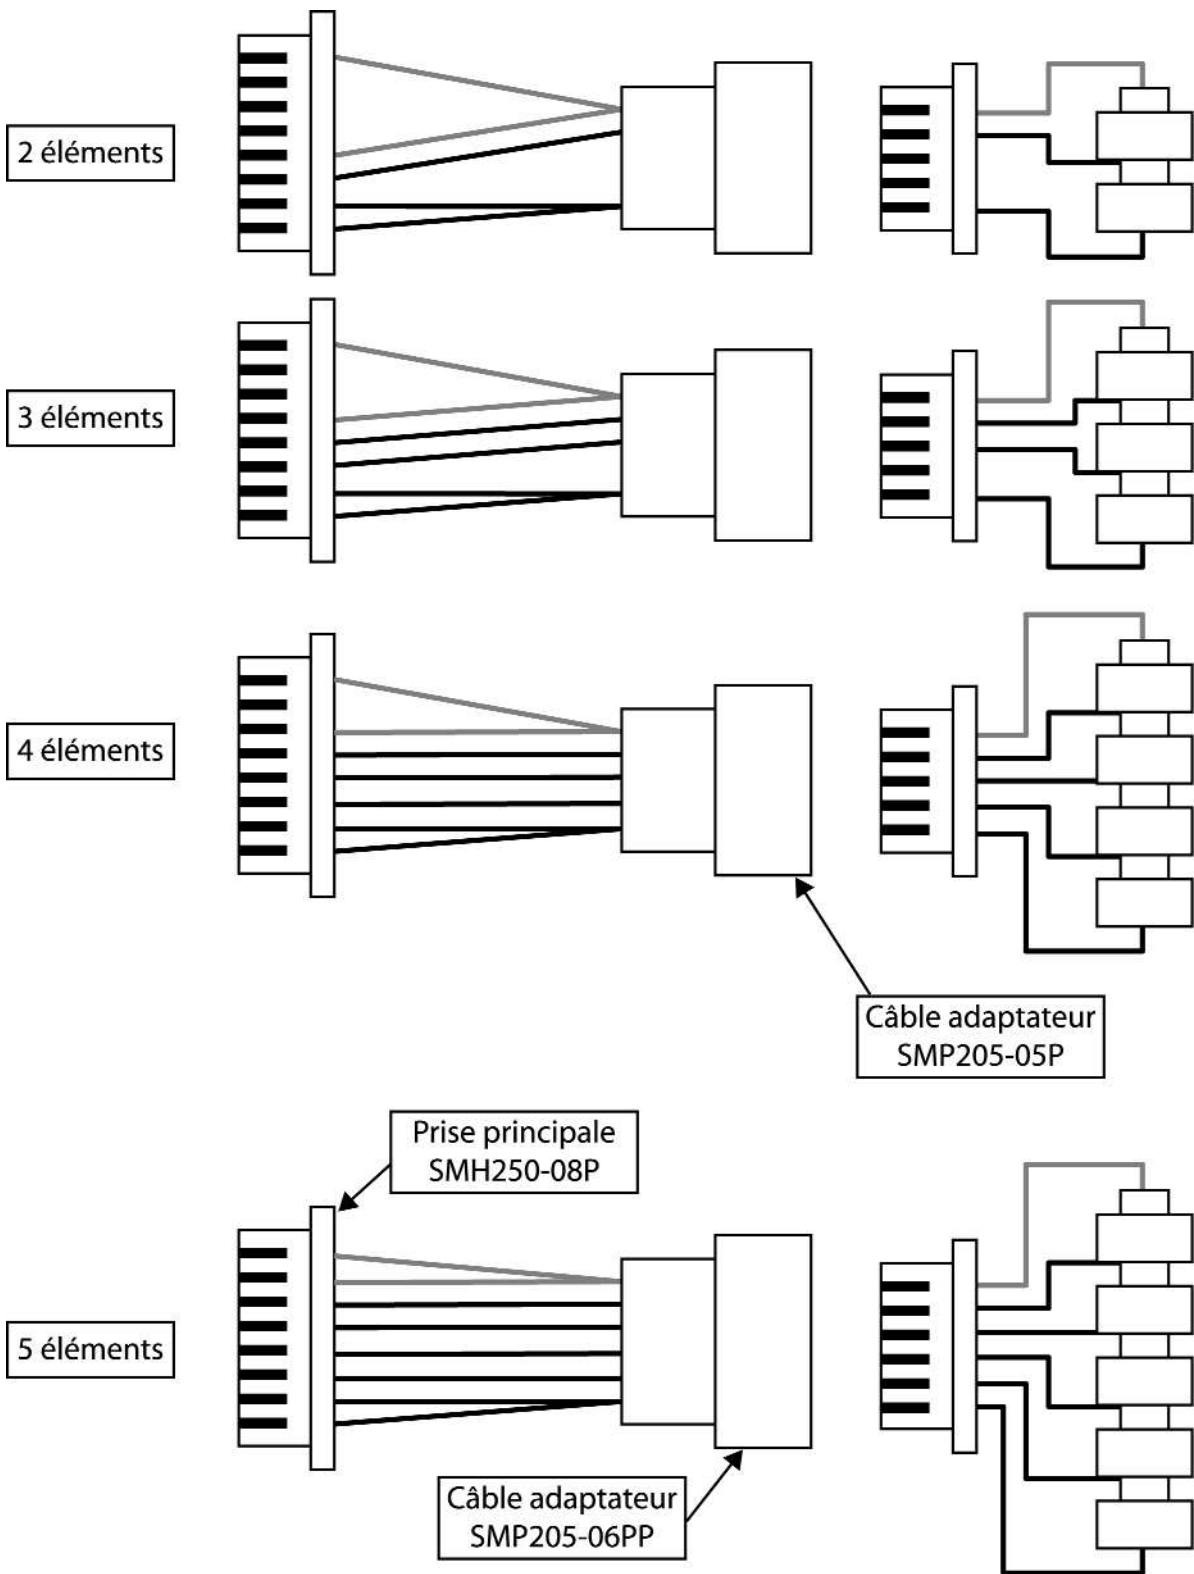 2 éléments
3 éléments
4 éléments
Câble adaptateur
SMP205-05P
Prise principale
SMH250-08P
5 éléments
Câble adaptateur
SMP205-06PP